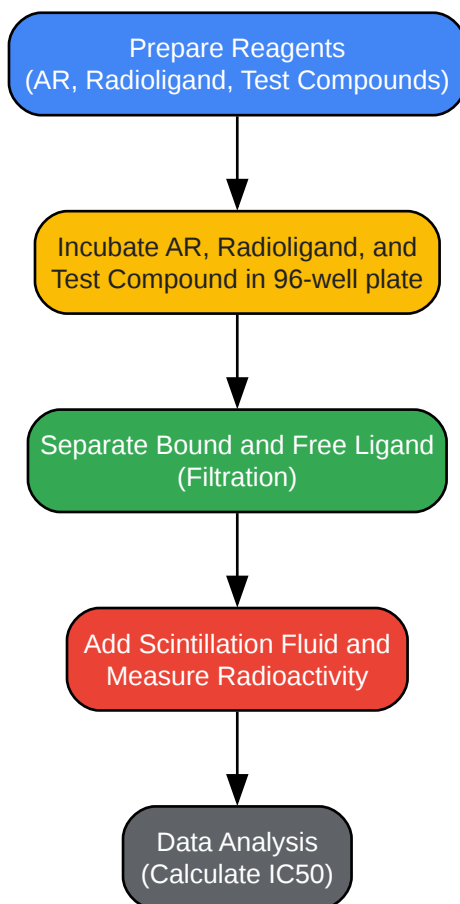 Prepare Reagents
(AR, Radioligand, Test Compounds)
Incubate AR, Radioligand, and
Test Compound in 96-well plate
Separate Bound and Free Ligand
(Filtration)
Add Scintillation Fluid and
Measure Radioactivity
Data Analysis
(Calculate IC50)